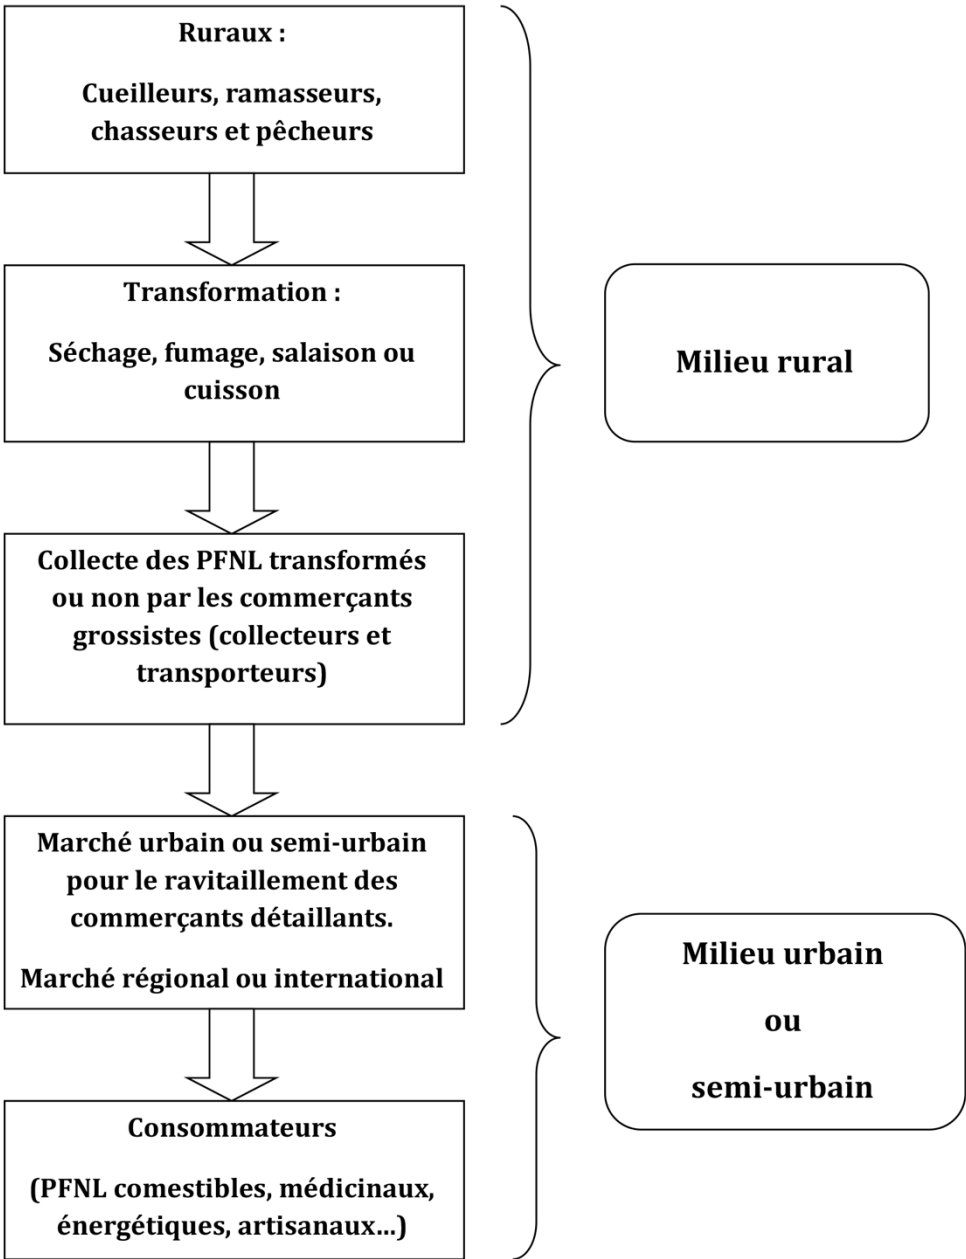 Ruraux :
Cueilleurs, ramasseurs,
chasseurs et pêcheurs
Transformation :
Séchage, fumage, salaison ou
cuisson
Milieu rural
Collecte des PFNL transformés
ou non par les commerçants
grossistes (collecteurs et
transporteurs)
Marché urbain ou semi-urbain
pour le ravitaillement des
commerçants détaillants.
Marché régional ou international
Milieu urbain
ou
semi-urbain
Consommateurs
(PFNL comestibles, médicinaux,
énergétiques, artisanaux…)